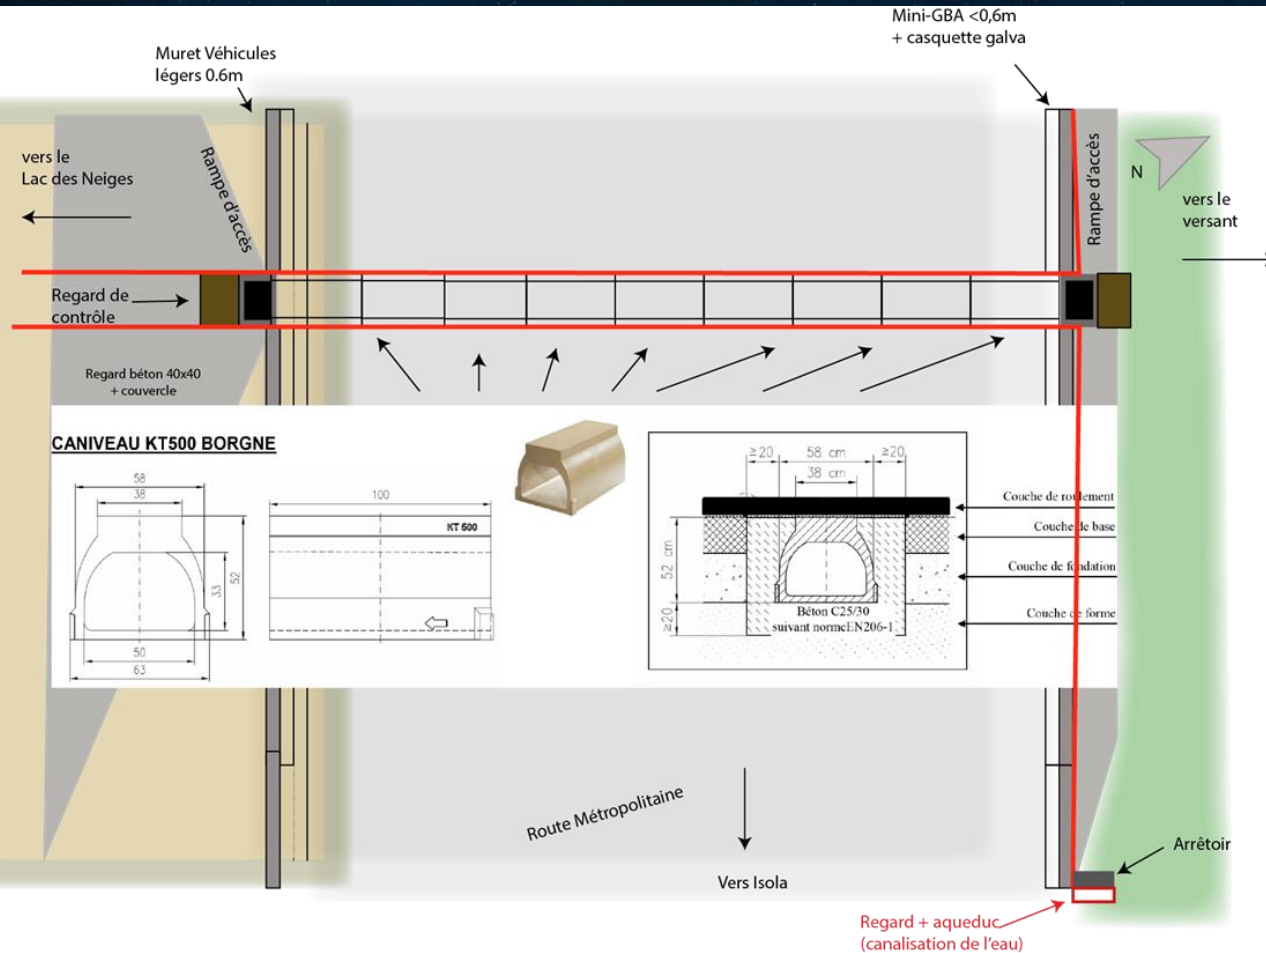 Mini-GBA <0,6m
+ casquette galva
Muret Véhicules
légers 0.6m
vers le
Lac des Neiges
Rampe d'accès
Rampe d'accès
N
vers le
versant
Regard de
contrôle
Regard béton 40x40
+ couvercle
CANIVEAU KT500 BORGNE
58
38
52
33
50
63
100
KT 500
≥20
58 cm
≥20
38 cm
52 cm
≥20
Béton C25/30
suivant normeEN206-1
Couche de roulement
Couche de base
Couche de fondation
Couche de forme
Route Métropolitaine
Vers Isola
Arrêtoir
Regard + aqueduc
(canalisation de l'eau)